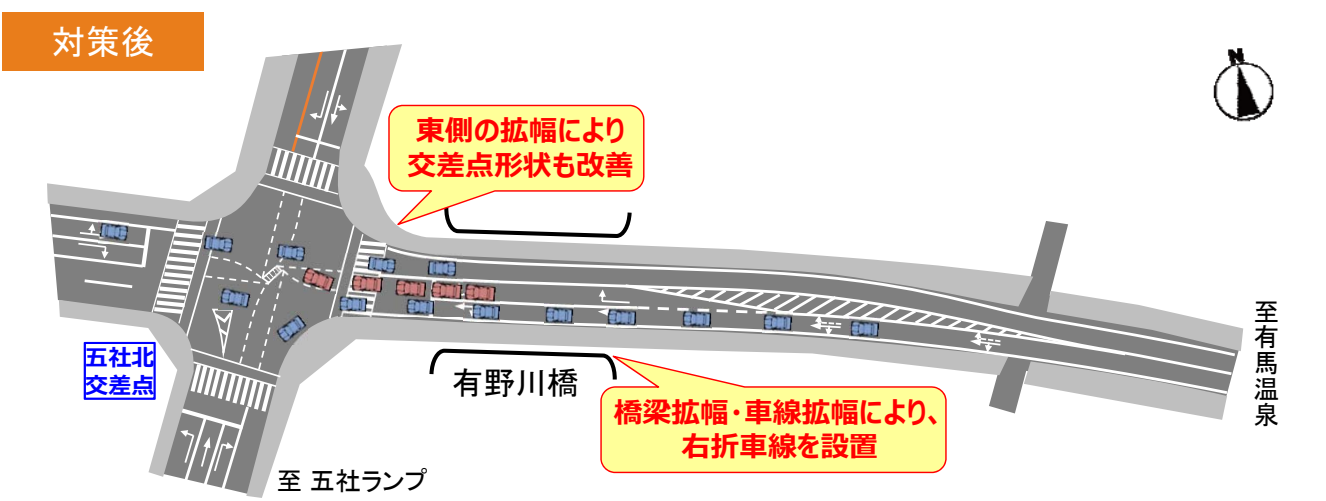 対策後
N
東側の拡幅により
交差点形状も改善
五社北
交差点
有野川橋
橋梁拡幅・車線拡幅により、
右折車線を設置
至有馬温泉
至 五社ランプ